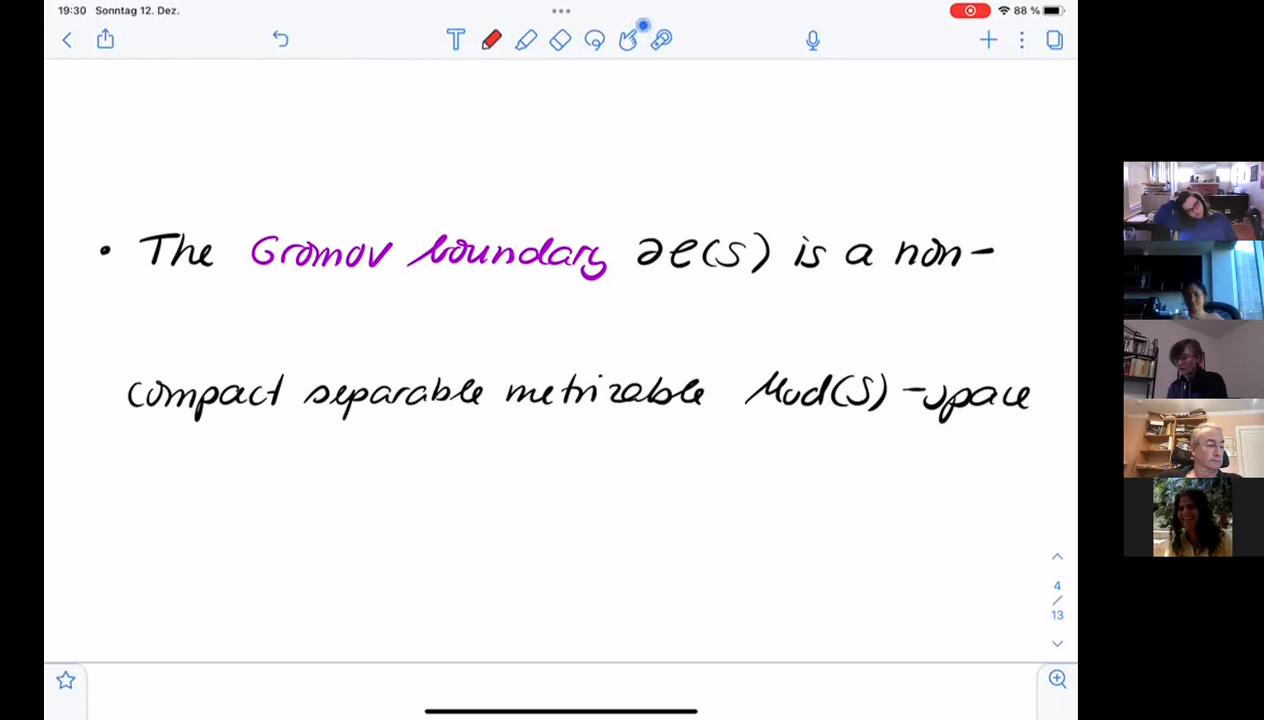 19:30 Sonntag 12. Dez.
88 %
• The Gromov boundary ∂C(S) is a non-
compact separable metrizable Mod(S)-space
4
/
13